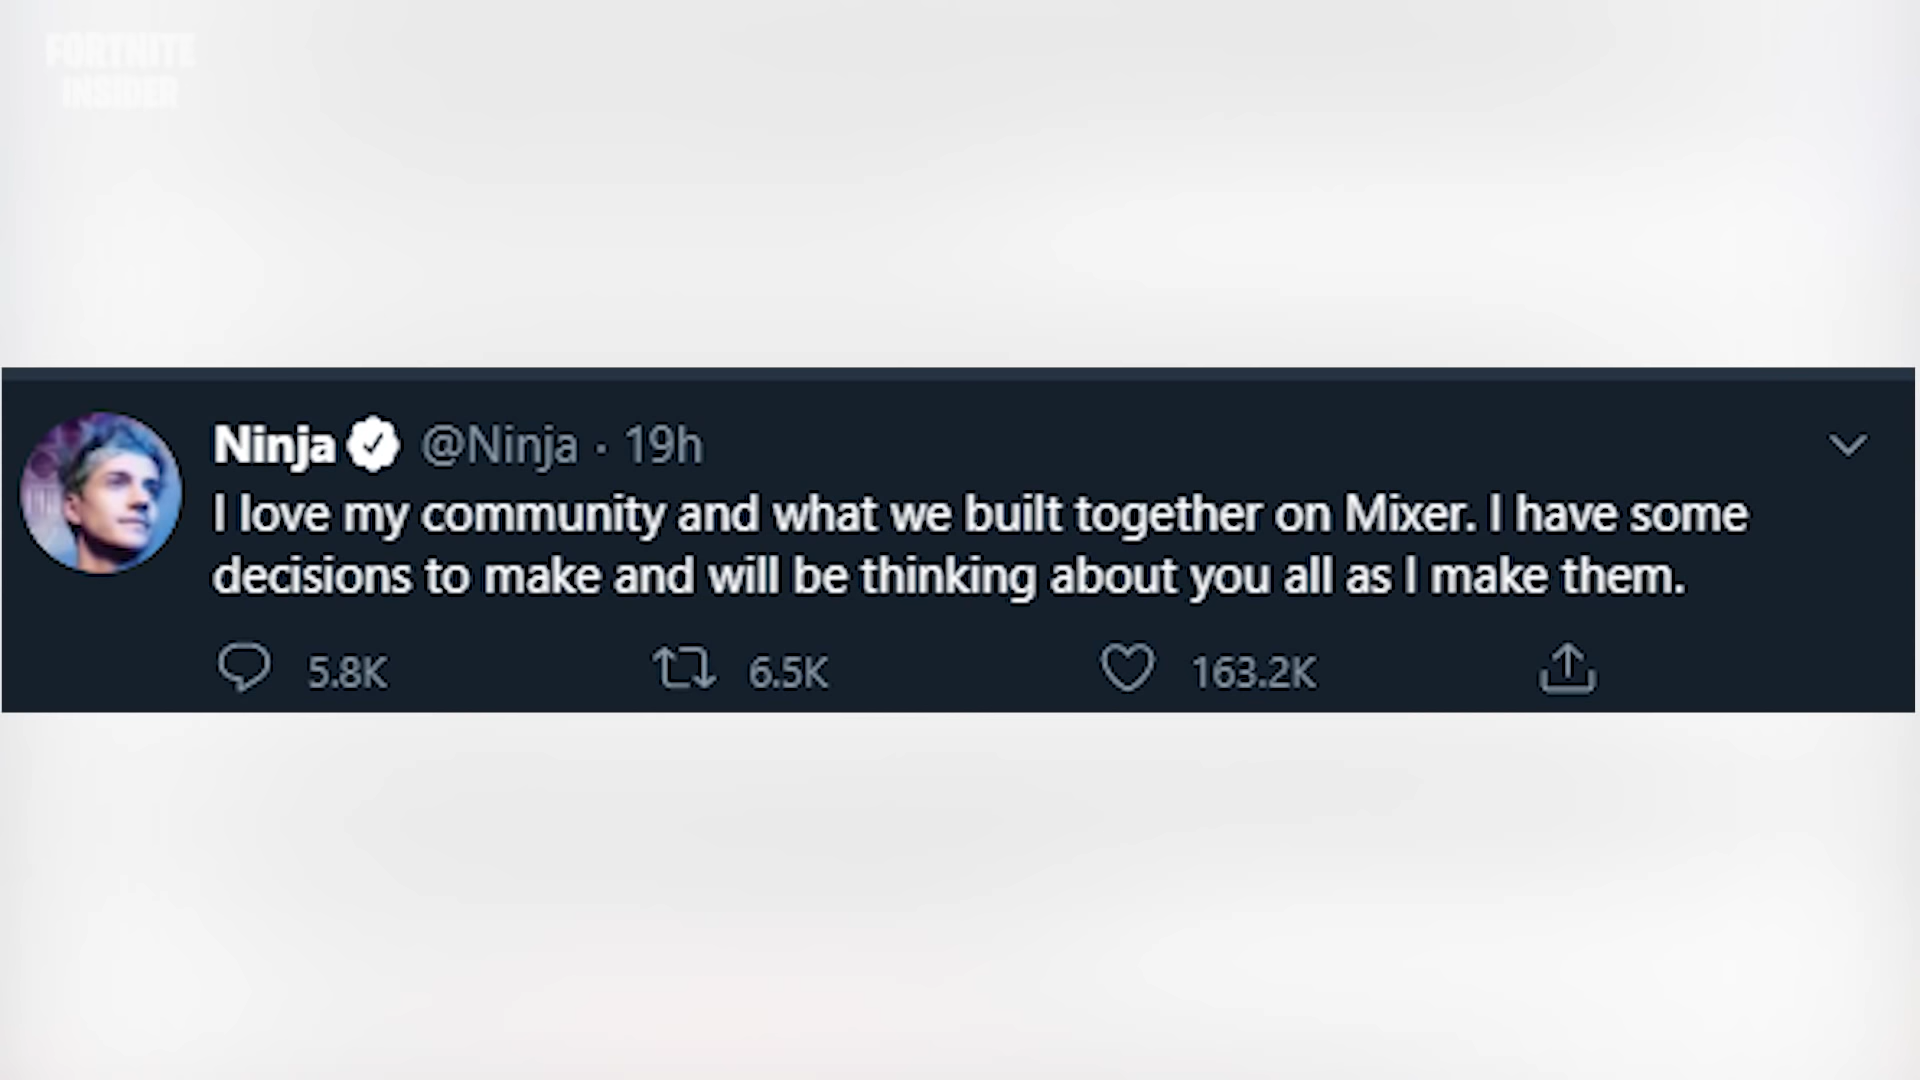 FORTNITE
INSIDER
Ninja @Ninja · 19h
I love my community and what we built together on Mixer. I have some
decisions to make and will be thinking about you all as I make them.
5.8K 6.5K 163.2K